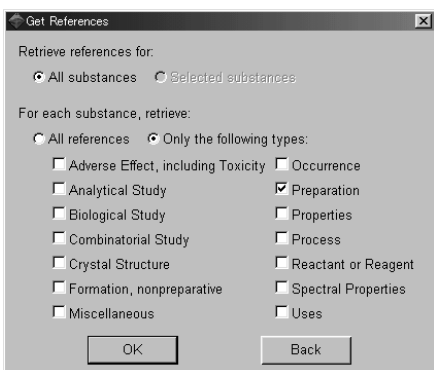 Get References
Retrieve references for:
All substances Selected substances
For each substance, retrieve:
All references Only the following types:
Adverse Effect, including Toxicity Occurrence
Analytical Study Preparation
Biological Study Properties
Combinatorial Study Process
Crystal Structure Reactant or Reagent
Formation, nonpreparative Spectral Properties
Miscellaneous Uses
OK Back